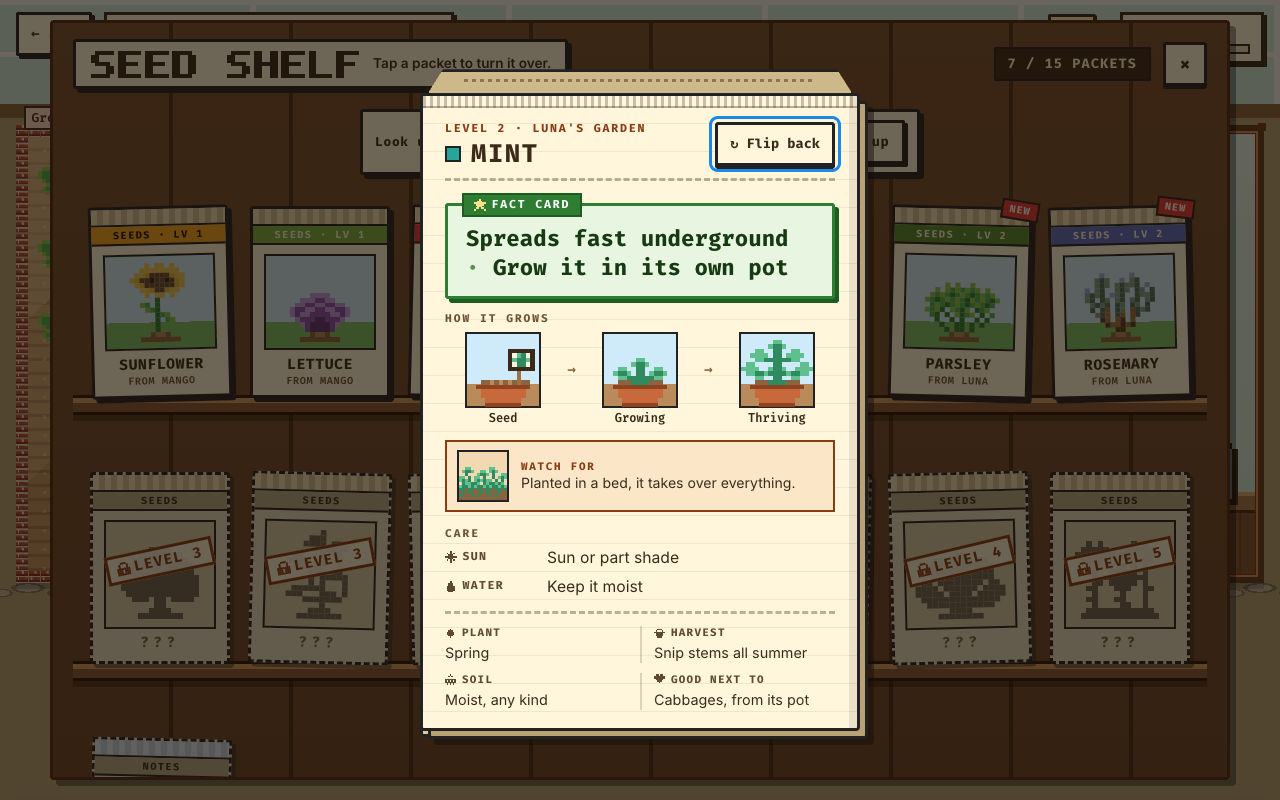 ←
SEED SHELF
Tap a packet to turn it over.
7 / 15 PACKETS
×
Look
up
LEVEL 2 · LUNA'S GARDEN
MINT
↻ Flip back
FACT CARD
Spreads fast underground
· Grow it in its own pot
HOW IT GROWS
→
→
Seed
Growing
Thriving
WATCH FOR
Planted in a bed, it takes over everything.
CARE
SUN
Sun or part shade
WATER
Keep it moist
PLANT
Spring
HARVEST
Snip stems all summer
SOIL
Moist, any kind
GOOD NEXT TO
Cabbages, from its pot
SEEDS · LV 1
SUNFLOWER
FROM MANGO
SEEDS · LV 1
LETTUCE
FROM MANGO
NEW
SEEDS · LV 2
PARSLEY
FROM LUNA
NEW
SEEDS · LV 2
ROSEMARY
FROM LUNA
SEEDS
LEVEL 3
???
SEEDS
LEVEL 3
???
SEEDS
LEVEL 4
???
SEEDS
LEVEL 5
???
NOTES